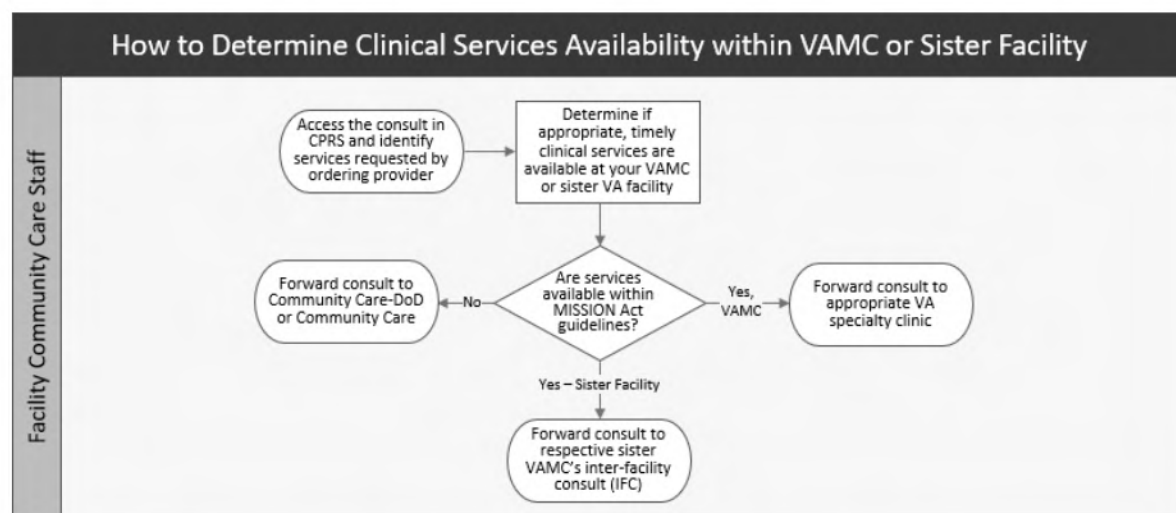 How to Determine Clinical Services Availability within VAMC or Sister Facility
Facility Community Care Staff
Access the consult in
CPRS and identify
services requested by
ordering provider
Determine if
appropriate, timely
clinical services are
available at your VAMC
or sister VA facility
Forward consult to
Community Care-DoD
or Community Care
No
Are services
available within
MISSION Act
guidelines?
Yes,
VAMC
Forward consult to
appropriate VA
specialty clinic
Yes – Sister Facility
Forward consult to
respective sister
VAMC's inter-facility
consult (IFC)